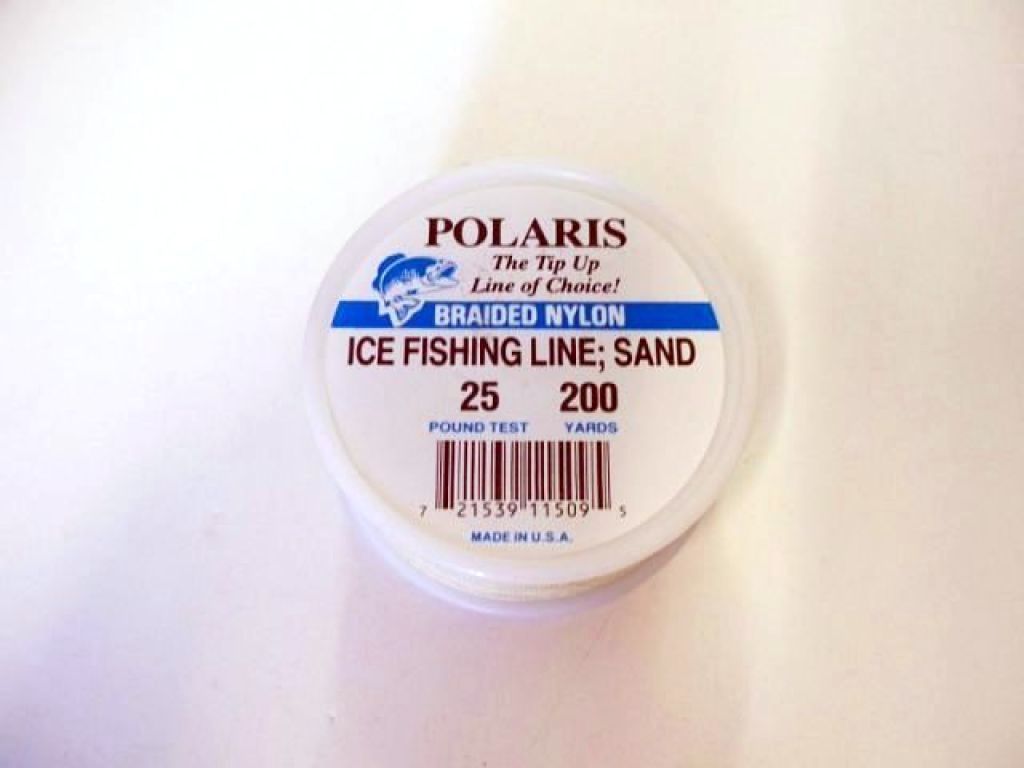 POLARIS
The Tip Up
Line of Choice!
BRAIDED NYLON
ICE FISHING LINE; SAND
25 200
POUND TEST YARDS
7 21539 11509 5
MADE IN U.S.A.